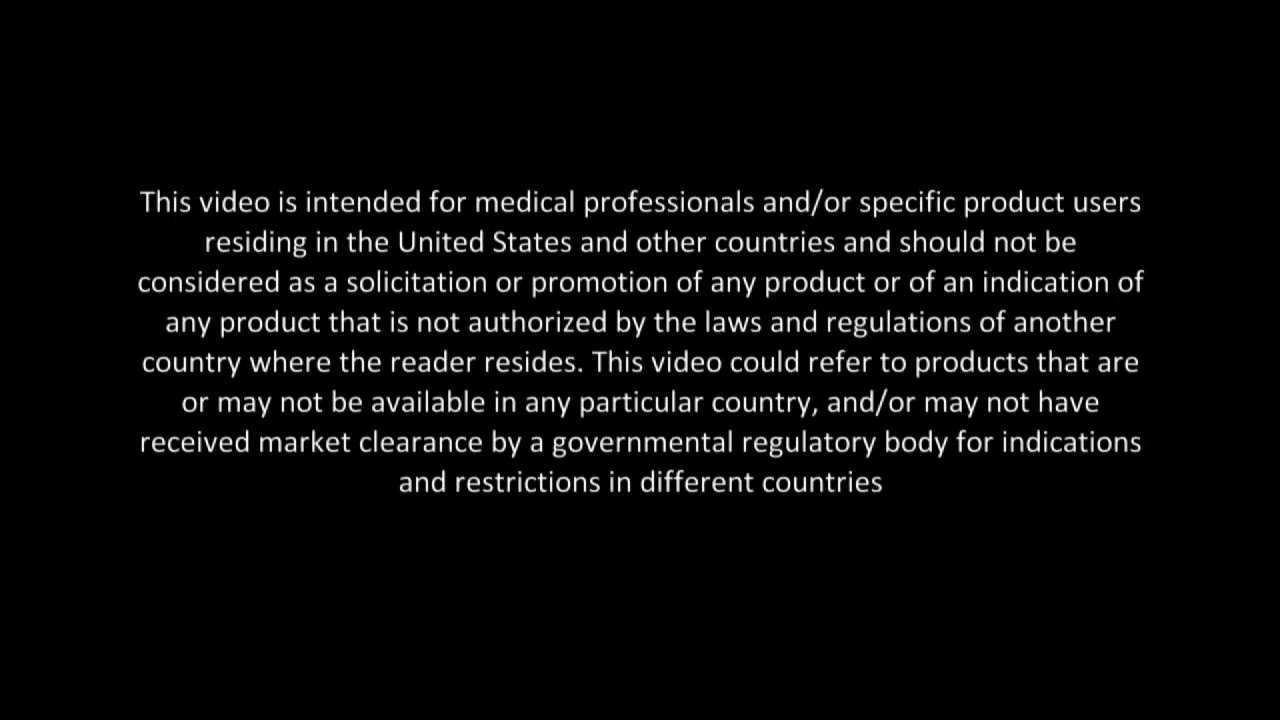 This video is intended for medical professionals and/or specific product users
residing in the United States and other countries and should not be
considered as a solicitation or promotion of any product or of an indication of
any product that is not authorized by the laws and regulations of another
country where the reader resides. This video could refer to products that are
or may not be available in any particular country, and/or may not have
received market clearance by a governmental regulatory body for indications
and restrictions in different countries